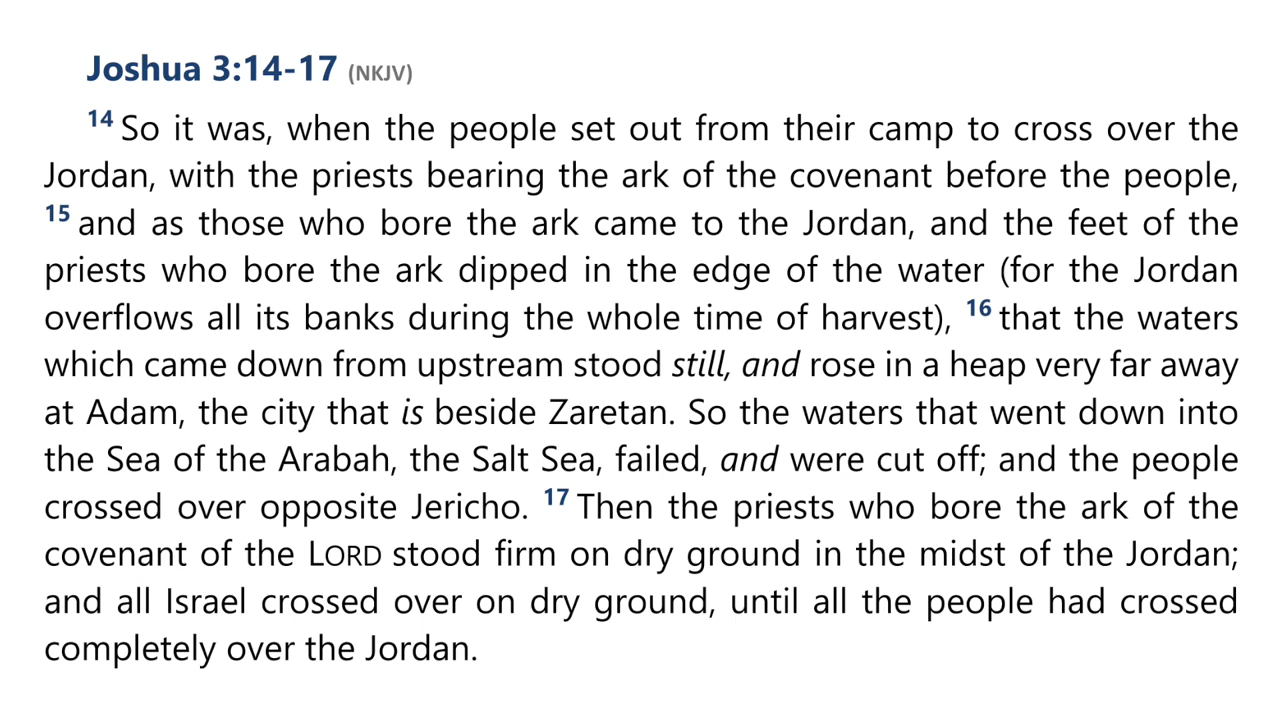 Joshua 3:14-17 (NKJV)
14 So it was, when the people set out from their camp to cross over the
Jordan, with the priests bearing the ark of the covenant before the people,
15 and as those who bore the ark came to the Jordan, and the feet of the
priests who bore the ark dipped in the edge of the water (for the Jordan
overflows all its banks during the whole time of harvest), 16 that the waters
which came down from upstream stood still, and rose in a heap very far away
at Adam, the city that is beside Zaretan. So the waters that went down into
the Sea of the Arabah, the Salt Sea, failed, and were cut off; and the people
crossed over opposite Jericho. 17 Then the priests who bore the ark of the
covenant of the LORD stood firm on dry ground in the midst of the Jordan;
and all Israel crossed over on dry ground, until all the people had crossed
completely over the Jordan.